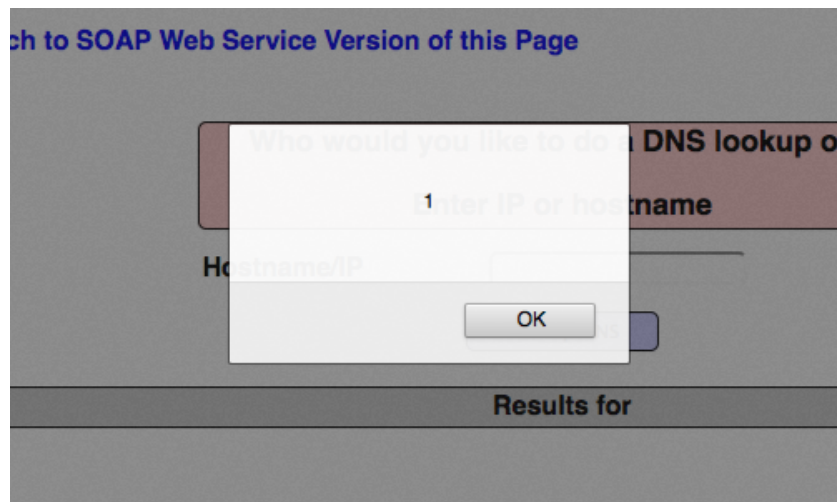 ch to SOAP Web Service Version of this Page
Who would you like to do a DNS lookup o
Enter IP or hostname
1
Hostname/IP
OK
Results for